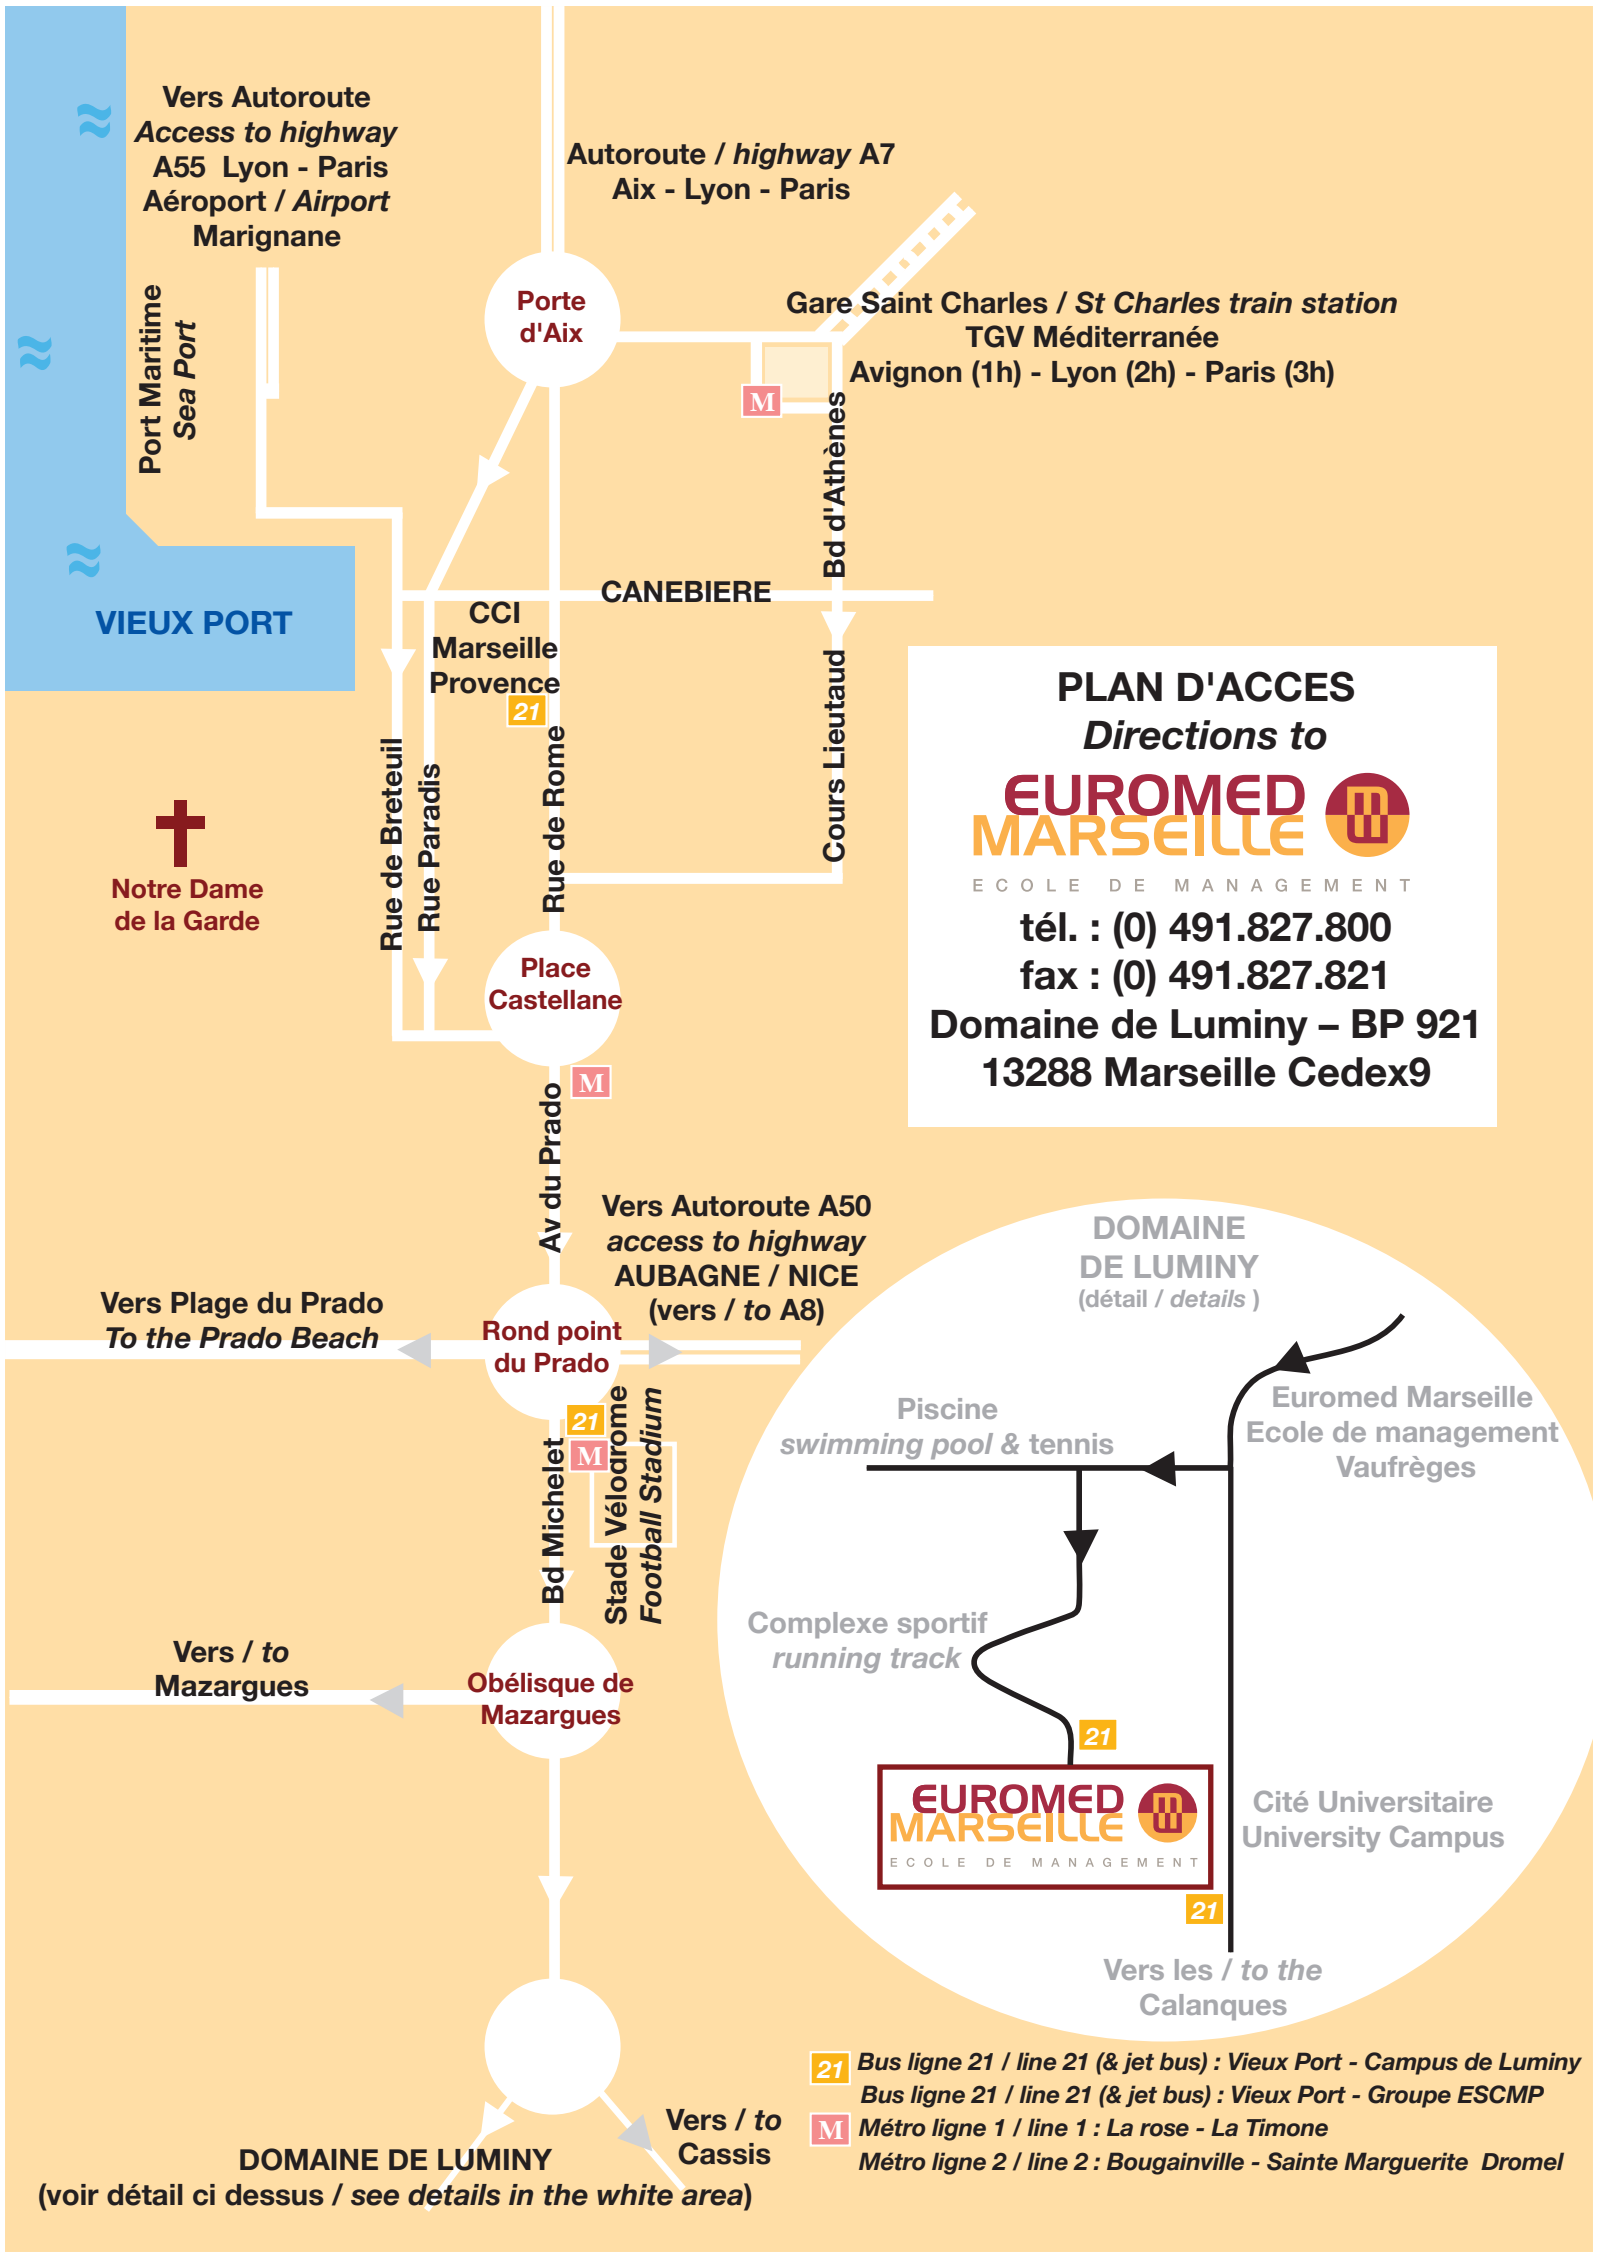 Vers Autoroute
Access to highway
A55 Lyon - Paris
Aéroport / Airport
Marignane
Autoroute / highway A7
Aix - Lyon - Paris
Port Maritime
Sea Port
Porte
d'Aix
Gare Saint Charles / St Charles train station
TGV Méditerranée
Avignon (1h) - Lyon (2h) - Paris (3h)
M
Bd d'Athènes
CANEBIERE
VIEUX PORT
CCI
Marseille
Provence
21
Rue de Breteuil
Rue Paradis
Rue de Rome
Cours Lieutaud
Notre Dame
de la Garde
PLAN D'ACCES
Directions to
EUROMED
MARSEILLE
ECOLE DE MANAGEMENT
tél. : (0) 491.827.800
fax : (0) 491.827.821
Domaine de Luminy – BP 921
13288 Marseille Cedex9
Place
Castellane
M
Av du Prado
Vers Autoroute A50
access to highway
AUBAGNE / NICE
(vers / to A8)
Vers Plage du Prado
To the Prado Beach
Rond point
du Prado
21
M
Bd Michelet
Stade Vélodrome
Football Stadium
Vers / to
Mazargues
Obélisque de
Mazargues
DOMAINE
DE LUMINY
(détail / details )
Euromed Marseille
Ecole de management
Vaufrèges
Piscine
swimming pool & tennis
Complexe sportif
running track
21
EUROMED
MARSEILLE
ECOLE DE MANAGEMENT
Cité Universitaire
University Campus
21
Vers les / to the
Calanques
21 Bus ligne 21 / line 21 (& jet bus) : Vieux Port - Campus de Luminy
Bus ligne 21 / line 21 (& jet bus) : Vieux Port - Groupe ESCMP
M Métro ligne 1 / line 1 : La rose - La Timone
Métro ligne 2 / line 2 : Bougainville - Sainte Marguerite Dromel
Vers / to
Cassis
DOMAINE DE LUMINY
(voir détail ci dessus / see details in the white area)